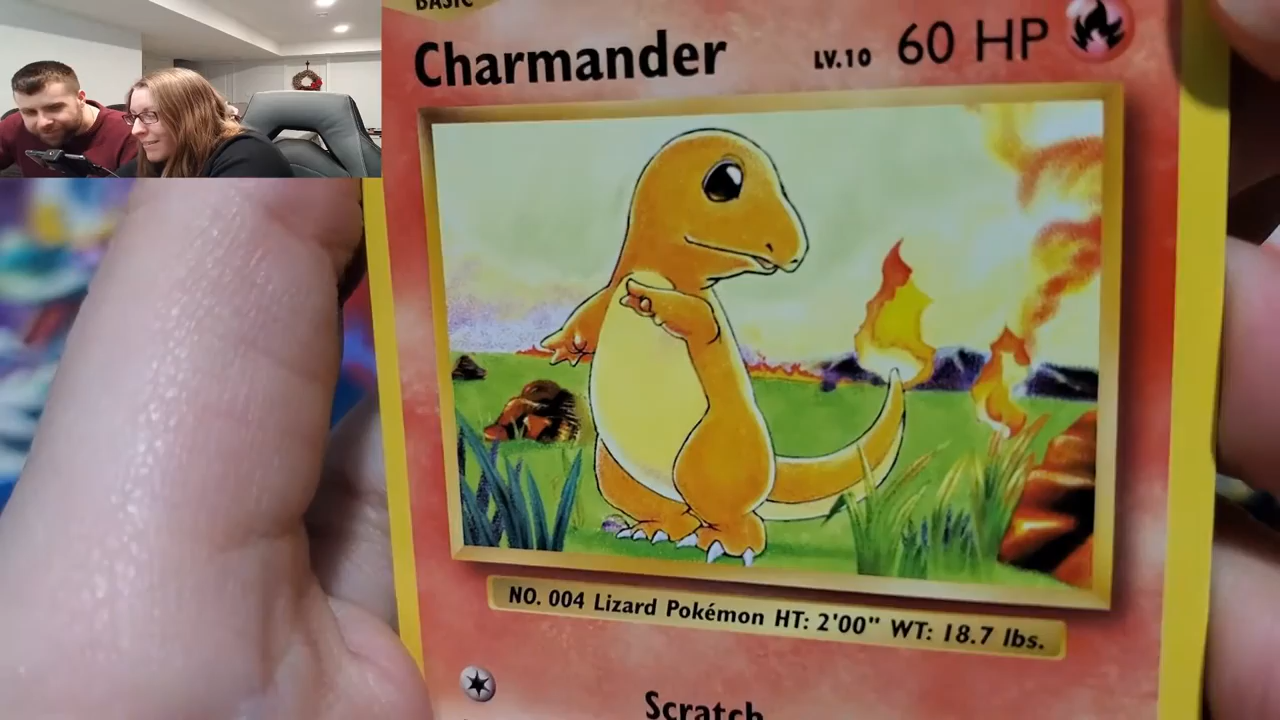 BASIC
Charmander LV.10 60 HP
NO. 004 Lizard Pokémon HT: 2'00" WT: 18.7 lbs.
Scratch